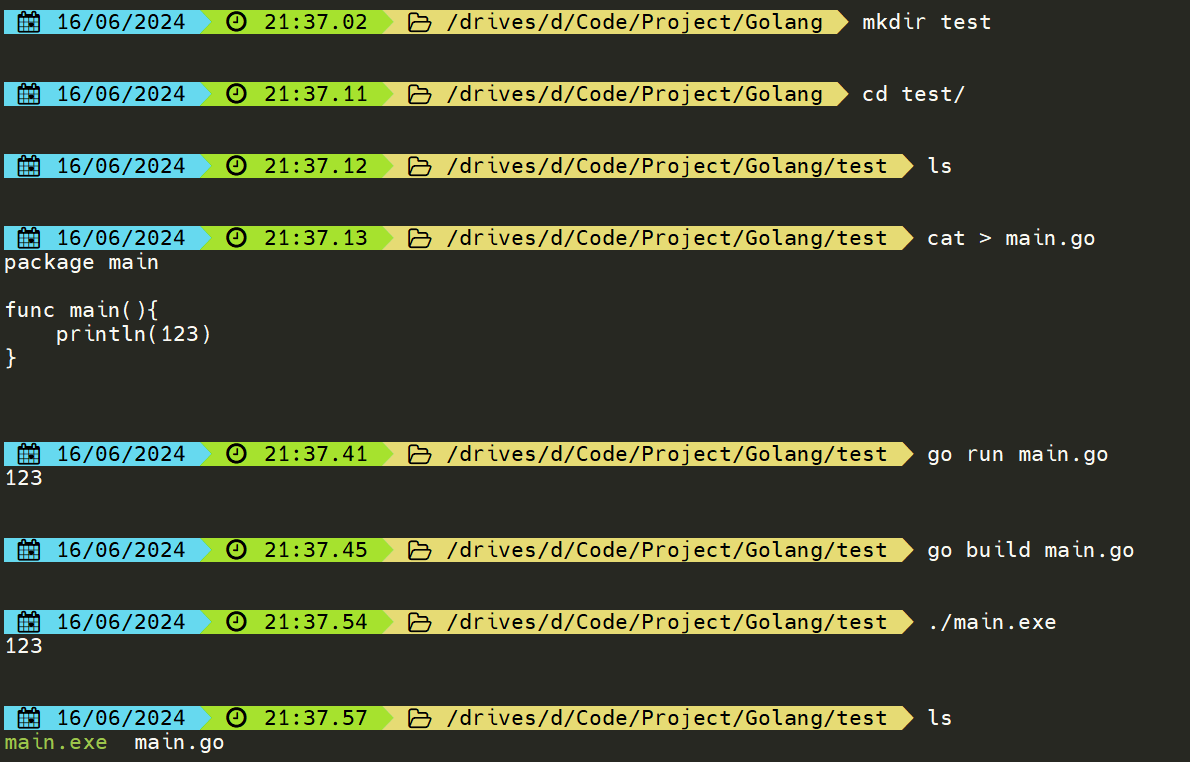 16/06/2024 21:37.02 /drives/d/Code/Project/Golang mkdir test
16/06/2024 21:37.11 /drives/d/Code/Project/Golang cd test/
16/06/2024 21:37.12 /drives/d/Code/Project/Golang/test ls
16/06/2024 21:37.13 /drives/d/Code/Project/Golang/test cat > main.go
package main
func main(){
    println(123)
}
16/06/2024 21:37.41 /drives/d/Code/Project/Golang/test go run main.go
123
16/06/2024 21:37.45 /drives/d/Code/Project/Golang/test go build main.go
16/06/2024 21:37.54 /drives/d/Code/Project/Golang/test ./main.exe
123
16/06/2024 21:37.57 /drives/d/Code/Project/Golang/test ls
main.exe  main.go